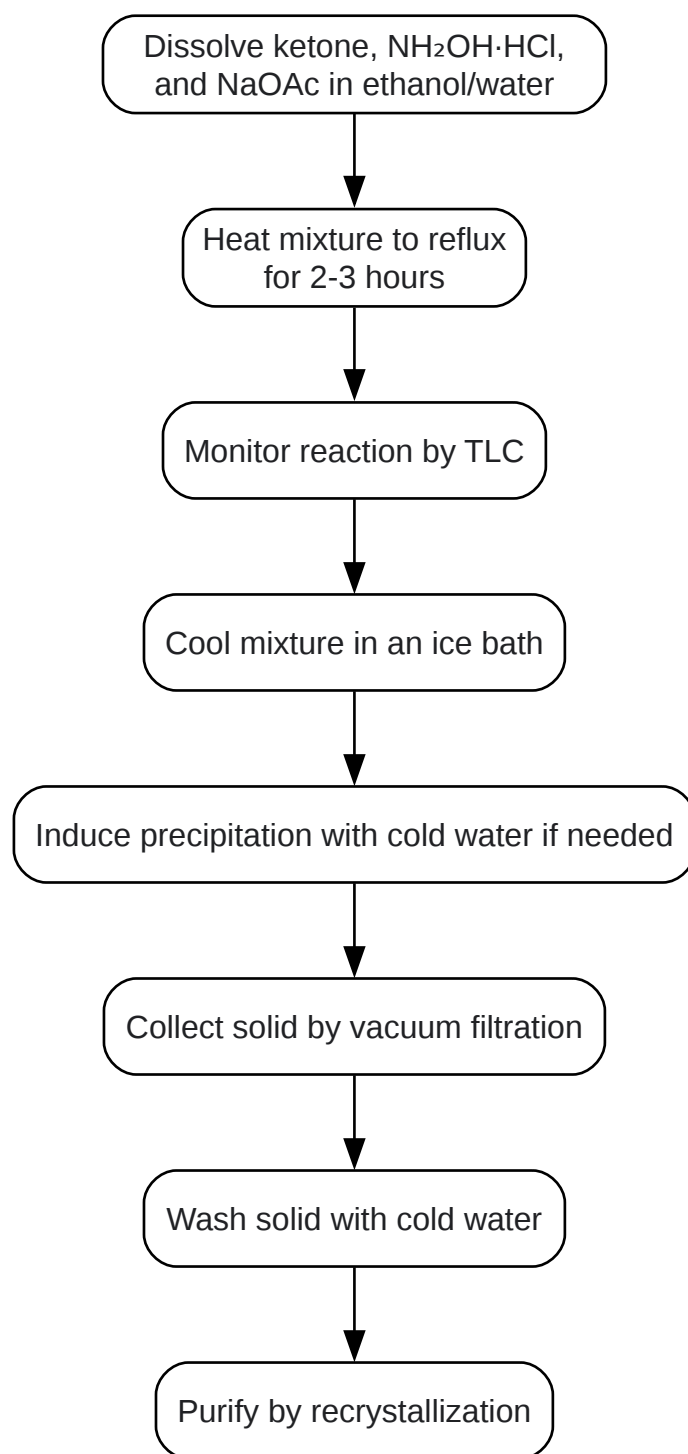 Dissolve ketone, NH₂OH·HCl,
and NaOAc in ethanol/water
Heat mixture to reflux
for 2-3 hours
Monitor reaction by TLC
Cool mixture in an ice bath
Induce precipitation with cold water if needed
Collect solid by vacuum filtration
Wash solid with cold water
Purify by recrystallization